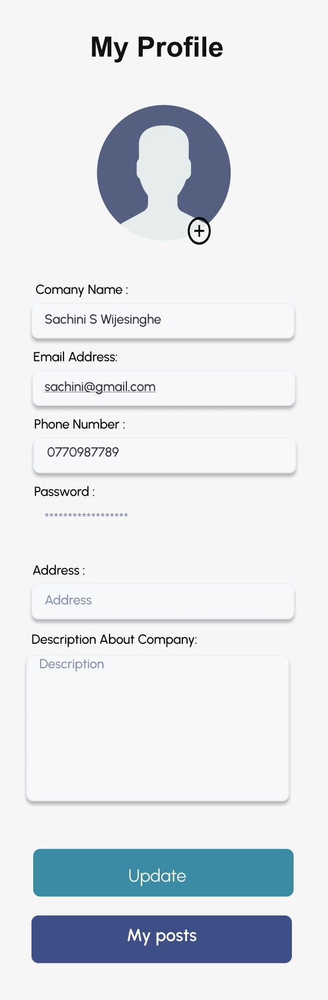 My Profile
Comany Name :
Sachini S Wijesinghe
Email Address:
sachini@gmail.com
Phone Number :
0770987789
Password :
******************
Address :
Address
Description About Company:
Description
Update
My posts